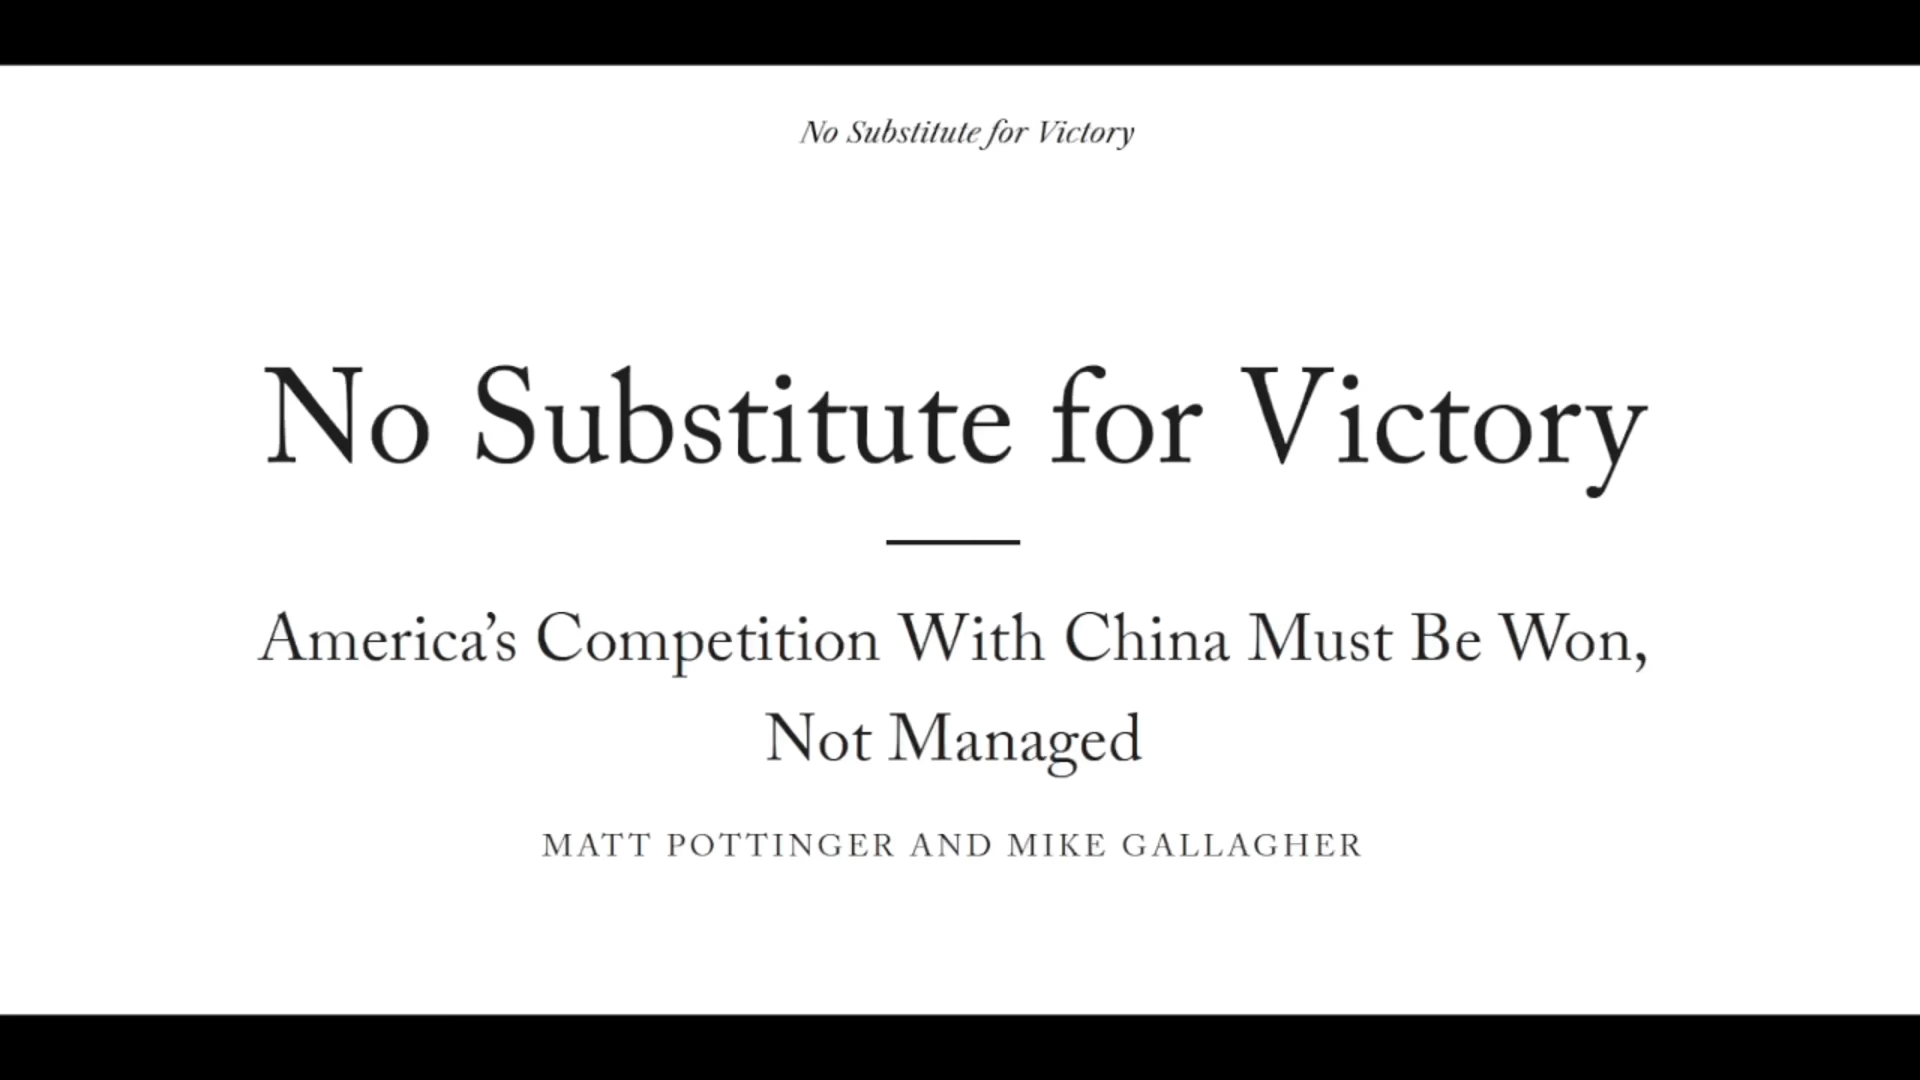 No Substitute for Victory
No Substitute for Victory
America’s Competition With China Must Be Won,
Not Managed
MATT POTTINGER AND MIKE GALLAGHER